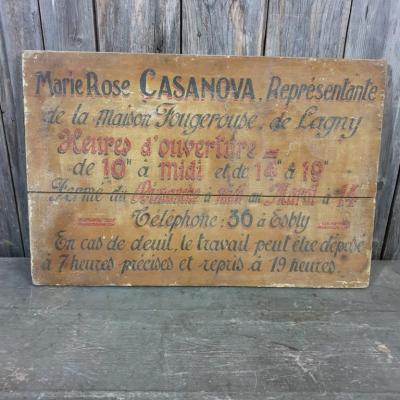 Marie Rose CASANOVA, Représentante
de la maison Fougerouse, de Lagny
Heures d'ouverture
de 10ʰ à midi et de 14ʰ à 19ʰ
Fermé du Dimanche à midi au Mardi à 14ʰ
Téléphone : 36 à Esbly
En cas de deuil, le travail peut être déposé
à 7 heures précises et repris à 19 heures.